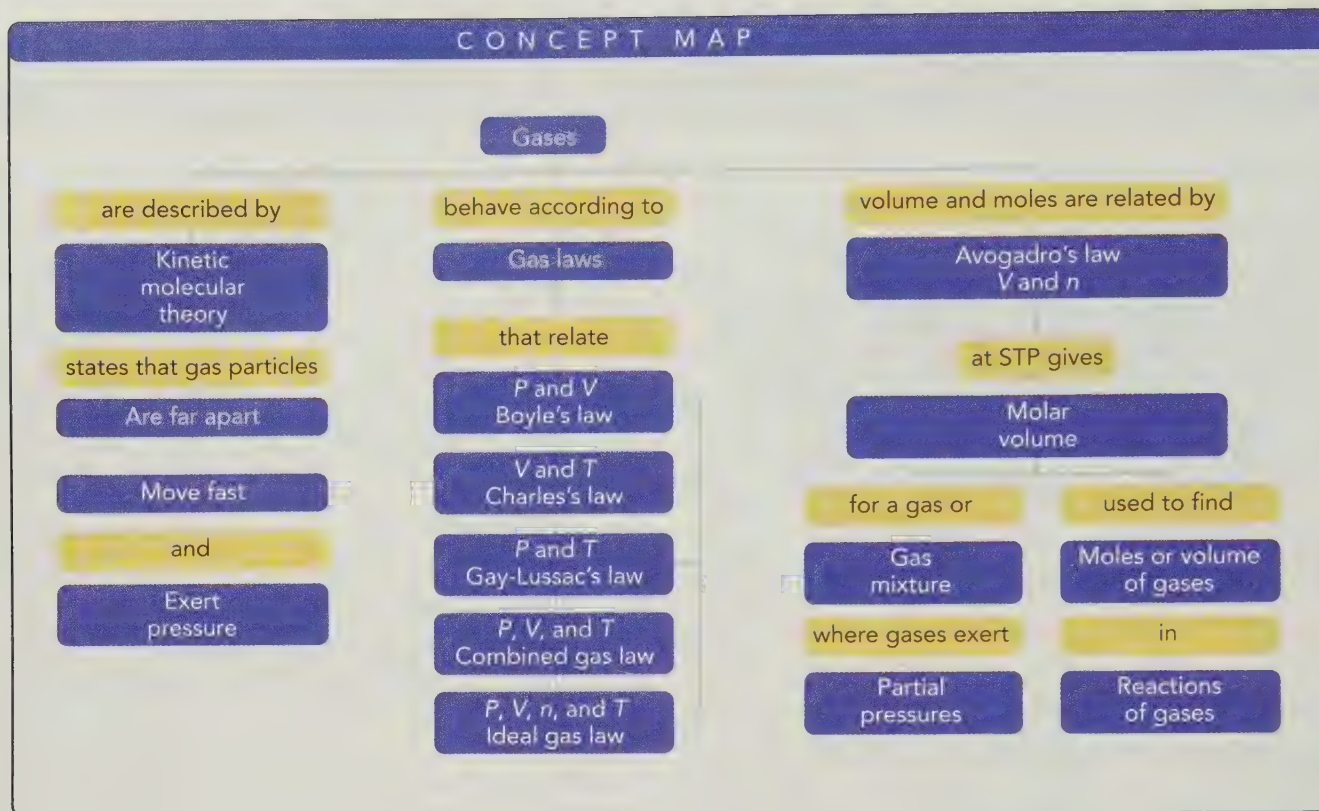 CONCEPT MAP
Gases
are described by
Kinetic
molecular
theory
states that gas particles
Are far apart
Move fast
and
Exert
pressure
behave according to
Gas laws
that relate
P and V
Boyle's law
V and T
Charles's law
P and T
Gay-Lussac's law
P, V, and T
Combined gas law
P, V, n, and T
Ideal gas law
volume and moles are related by
Avogadro's law
V and n
at STP gives
Molar
volume
for a gas or
Gas
mixture
where gases exert
Partial
pressures
used to find
Moles or volume
of gases
in
Reactions
of gases